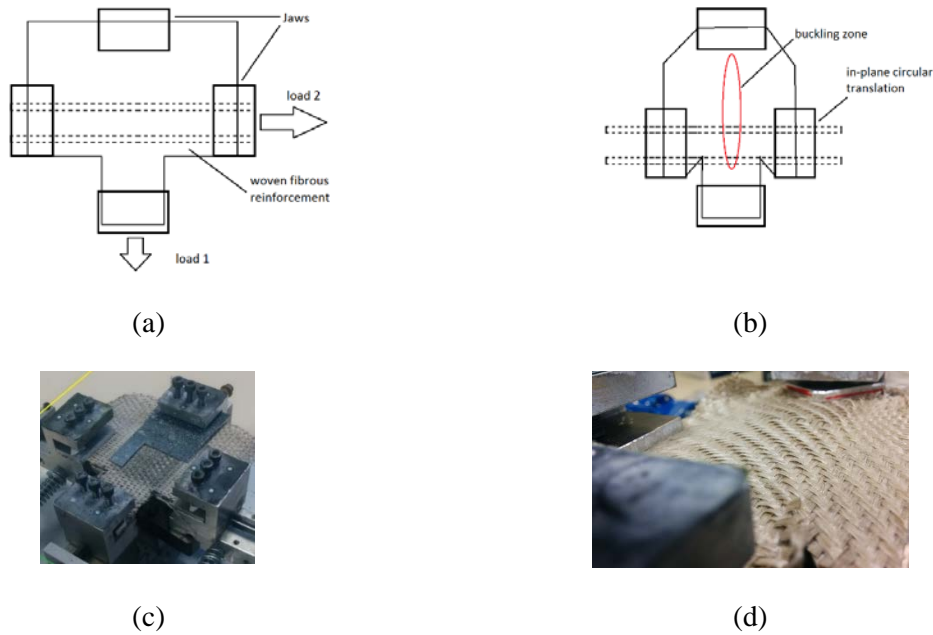 Jaws
load 2
woven fibrous
reinforcement
load 1
(a)
buckling zone
in-plane circular
translation
(b)
(c)
(d)